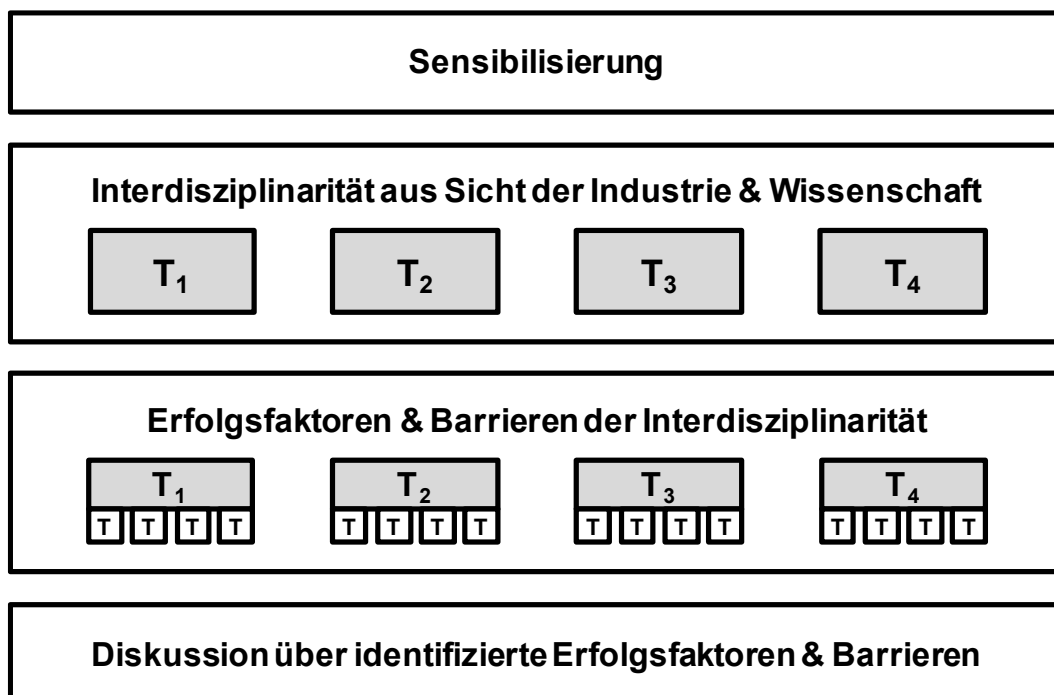 Sensibilisierung
Interdisziplinarität aus Sicht der Industrie & Wissenschaft
T₁ T₂ T₃ T₄
Erfolgsfaktoren & Barrieren der Interdisziplinarität
T₁ T₂ T₃ T₄
T T T T T T T T T T T T T T T T
Diskussion über identifizierte Erfolgsfaktoren & Barrieren